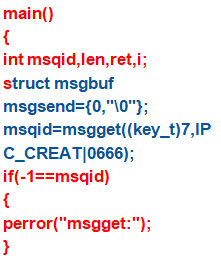 main()
{
int msqid,len,ret,i;
struct msgbuf
msgsend={0,"\0"};
msqid=msgget((key_t)7,IP
C_CREAT|0666);
if(-1==msqid)
{
perror("msgget:");
}